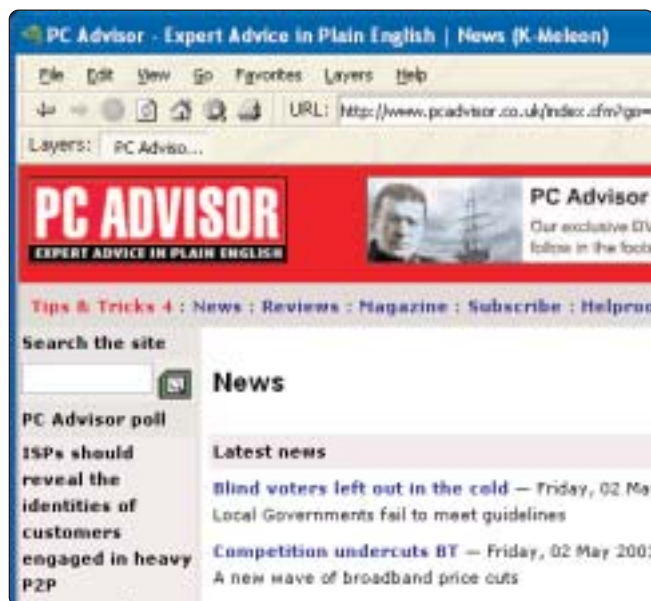 PC Advisor - Expert Advice in Plain English | News (K-Meleon)
File Edit View Go Favorites Layers Help
URL: http://www.pcadvisor.co.uk/index.cfm?go=
Layers: PC Adviso...
PC ADVISOR
EXPERT ADVICE IN PLAIN ENGLISH
PC Advisor
Our exclusive DV
follow in the foots
Tips & Tricks 4 : News : Reviews : Magazine : Subscribe : Helproo
Search the site
PC Advisor poll
ISPs should
reveal the
identities of
customers
engaged in heavy
P2P
News
Latest news
Blind voters left out in the cold — Friday, 02 Ma
Local Governments fail to meet guidelines
Competition undercuts BT — Friday, 02 May 2003
A new wave of broadband price cuts